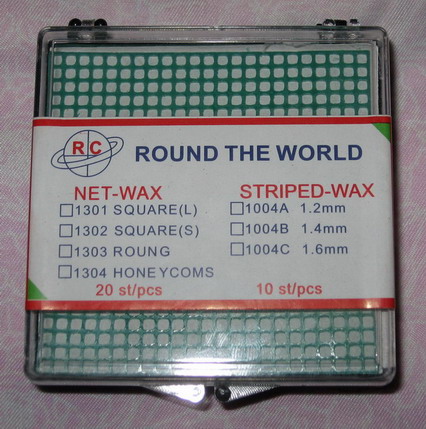 RC
ROUND THE WORLD
NET-WAX
1301 SQUARE(L)
1302 SQUARE(S)
1303 ROUNG
1304 HONEYCOMS
20 st/pcs
STRIPED-WAX
1004A 1.2mm
1004B 1.4mm
1004C 1.6mm
10 st/pcs